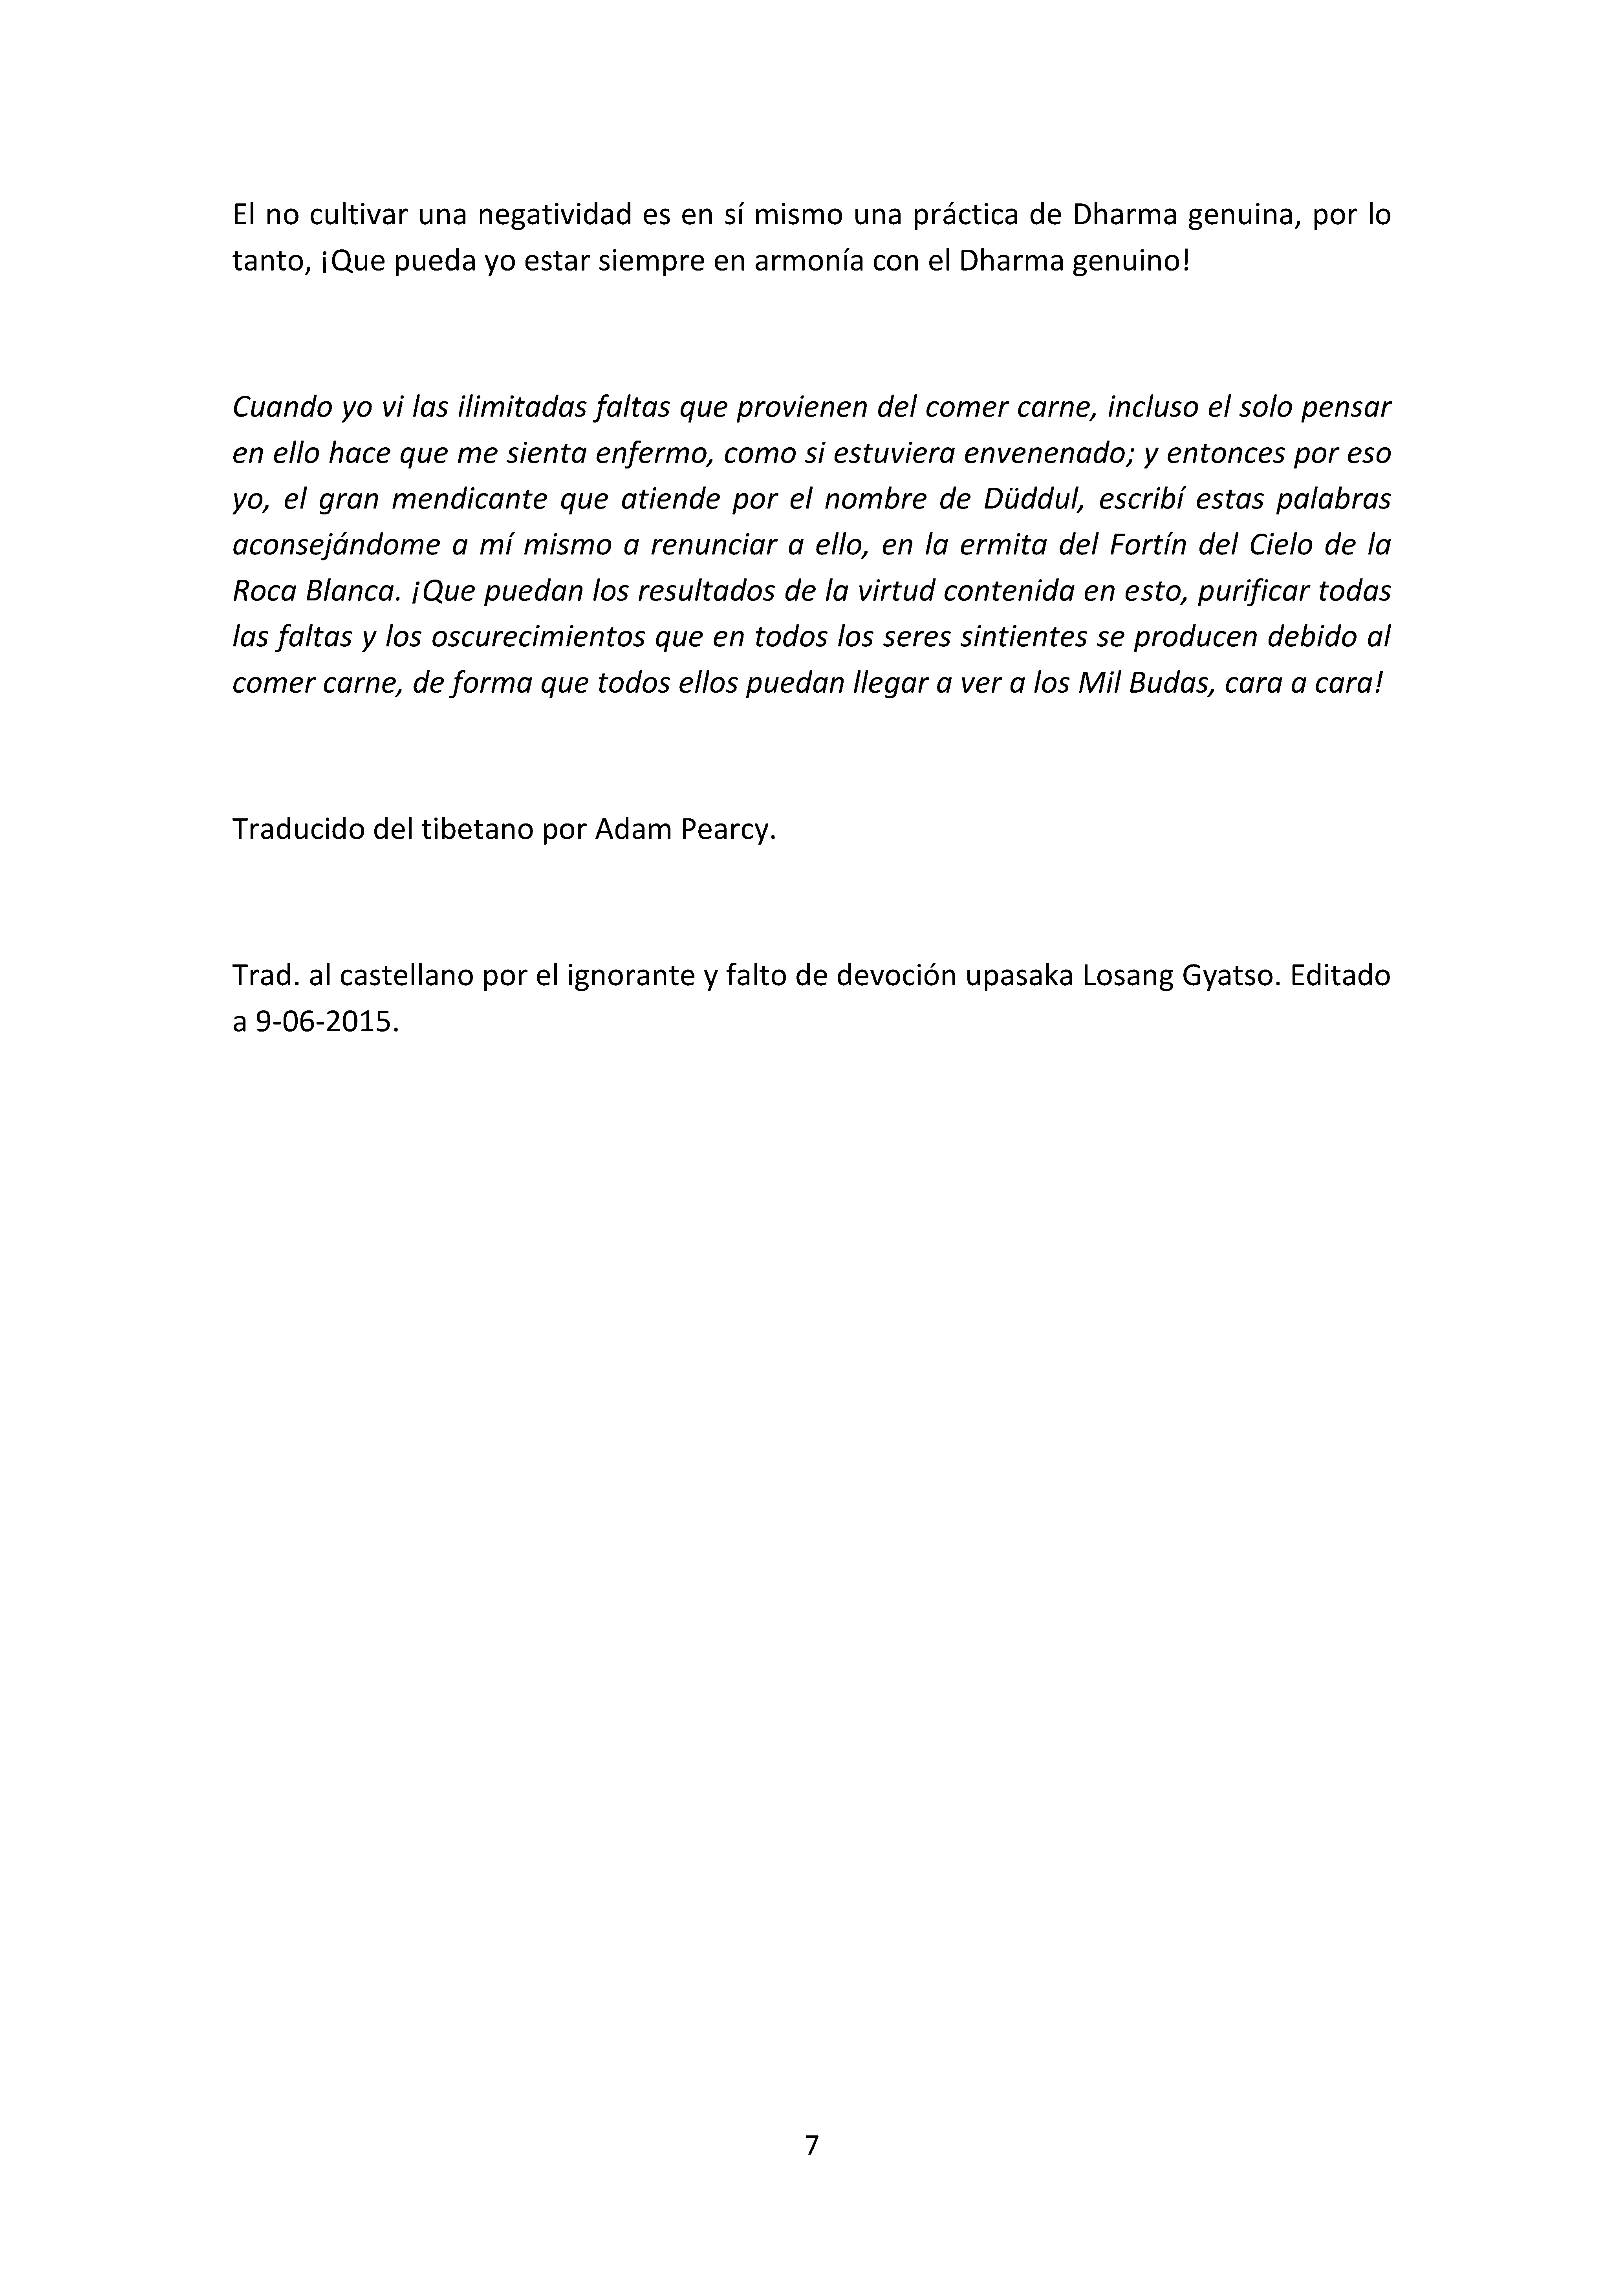 El no cultivar una negatividad es en sí mismo una práctica de Dharma genuina, por lo
tanto, ¡Que pueda yo estar siempre en armonía con el Dharma genuino!
Cuando yo vi las ilimitadas faltas que provienen del comer carne, incluso el solo pensar
en ello hace que me sienta enfermo, como si estuviera envenenado; y entonces por eso
yo, el gran mendicante que atiende por el nombre de Düddul, escribí estas palabras
aconsejándome a mí mismo a renunciar a ello, en la ermita del Fortín del Cielo de la
Roca Blanca. ¡Que puedan los resultados de la virtud contenida en esto, purificar todas
las faltas y los oscurecimientos que en todos los seres sintientes se producen debido al
comer carne, de forma que todos ellos puedan llegar a ver a los Mil Budas, cara a cara!
Traducido del tibetano por Adam Pearcy.
Trad. al castellano por el ignorante y falto de devoción upasaka Losang Gyatso. Editado
a 9-06-2015.
7